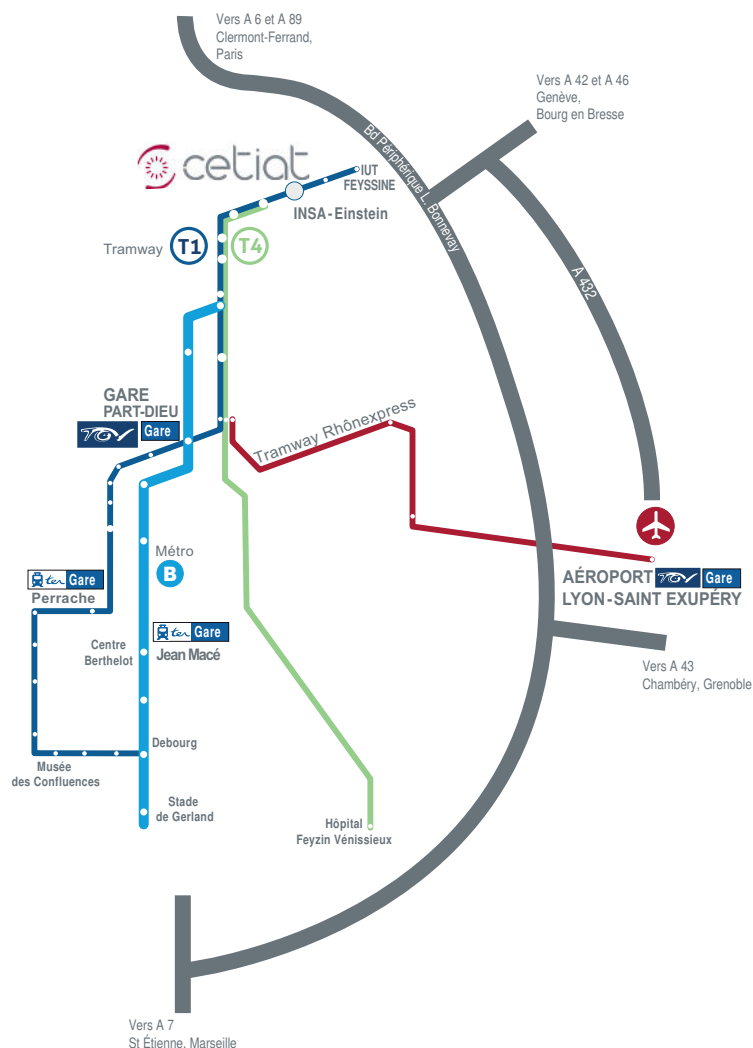 Vers A 6 et A 89
Clermont-Ferrand,
Paris
Vers A 42 et A 46
Genève,
Bourg en Bresse
Bd Périphérique L. Bonnevay
cetiat
IUT
FEYSSINE
INSA-Einstein
Tramway T1 T4
A 432
GARE
PART-DIEU
TGV Gare
Tramway Rhônexpress
Métro
B
AÉROPORT TGV Gare
LYON-SAINT EXUPÉRY
ter Gare
Perrache
ter Gare
Jean Macé
Centre
Berthelot
Vers A 43
Chambéry, Grenoble
Debourg
Musée
des Confluences
Stade
de Gerland
Hôpital
Feyzin Vénissieux
Vers A 7
St Étienne, Marseille